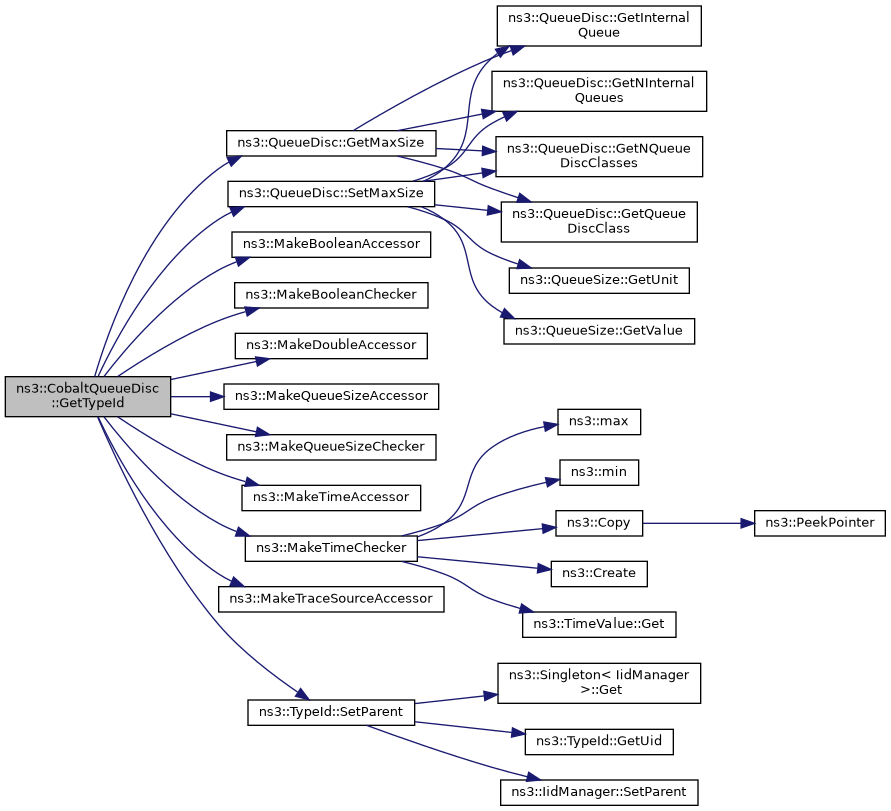 ns3::CobaltQueueDisc
::GetTypeId
ns3::QueueDisc::GetMaxSize
ns3::QueueDisc::SetMaxSize
ns3::MakeBooleanAccessor
ns3::MakeBooleanChecker
ns3::MakeDoubleAccessor
ns3::MakeQueueSizeAccessor
ns3::MakeQueueSizeChecker
ns3::MakeTimeAccessor
ns3::MakeTimeChecker
ns3::MakeTraceSourceAccessor
ns3::TypeId::SetParent
ns3::QueueDisc::GetInternal
Queue
ns3::QueueDisc::GetNInternal
Queues
ns3::QueueDisc::GetNQueue
DiscClasses
ns3::QueueDisc::GetQueue
DiscClass
ns3::QueueSize::GetUnit
ns3::QueueSize::GetValue
ns3::max
ns3::min
ns3::Copy
ns3::PeekPointer
ns3::Create
ns3::TimeValue::Get
ns3::Singleton< IidManager
>::Get
ns3::TypeId::GetUid
ns3::IidManager::SetParent